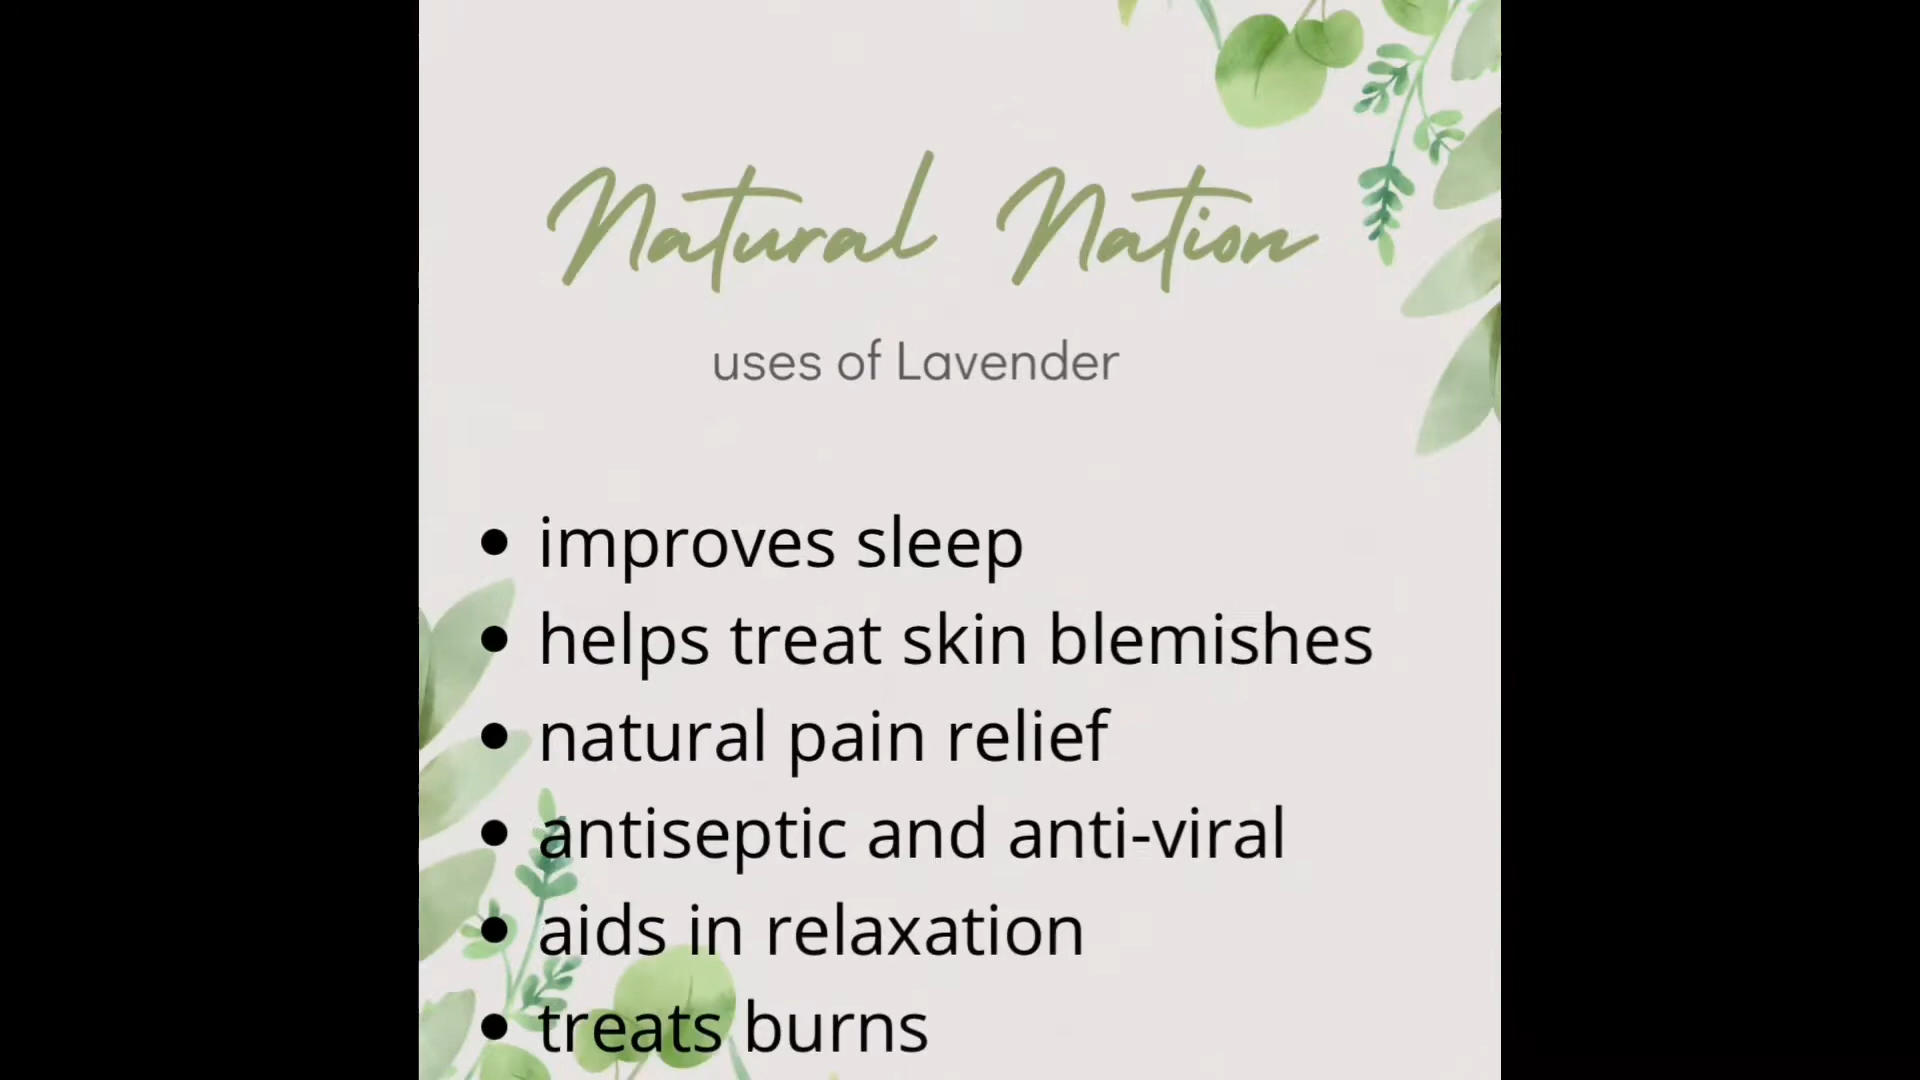 Natural Nation
uses of Lavender
• improves sleep
• helps treat skin blemishes
• natural pain relief
• antiseptic and anti-viral
• aids in relaxation
• treats burns